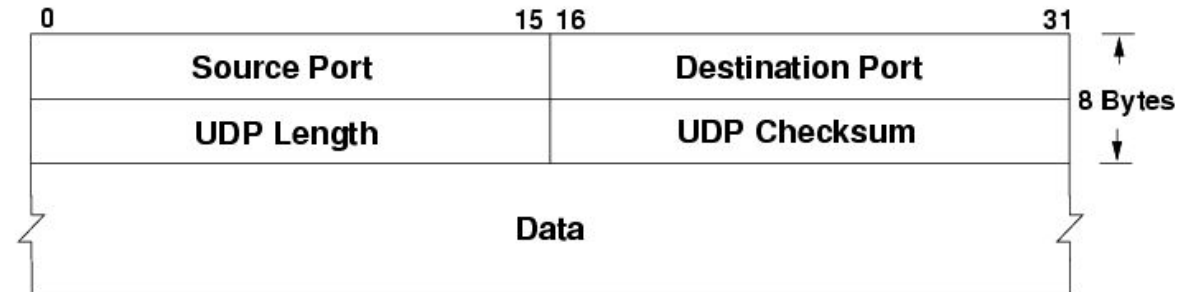 0 15 16 31
Source Port Destination Port
8 Bytes
UDP Length UDP Checksum
Data